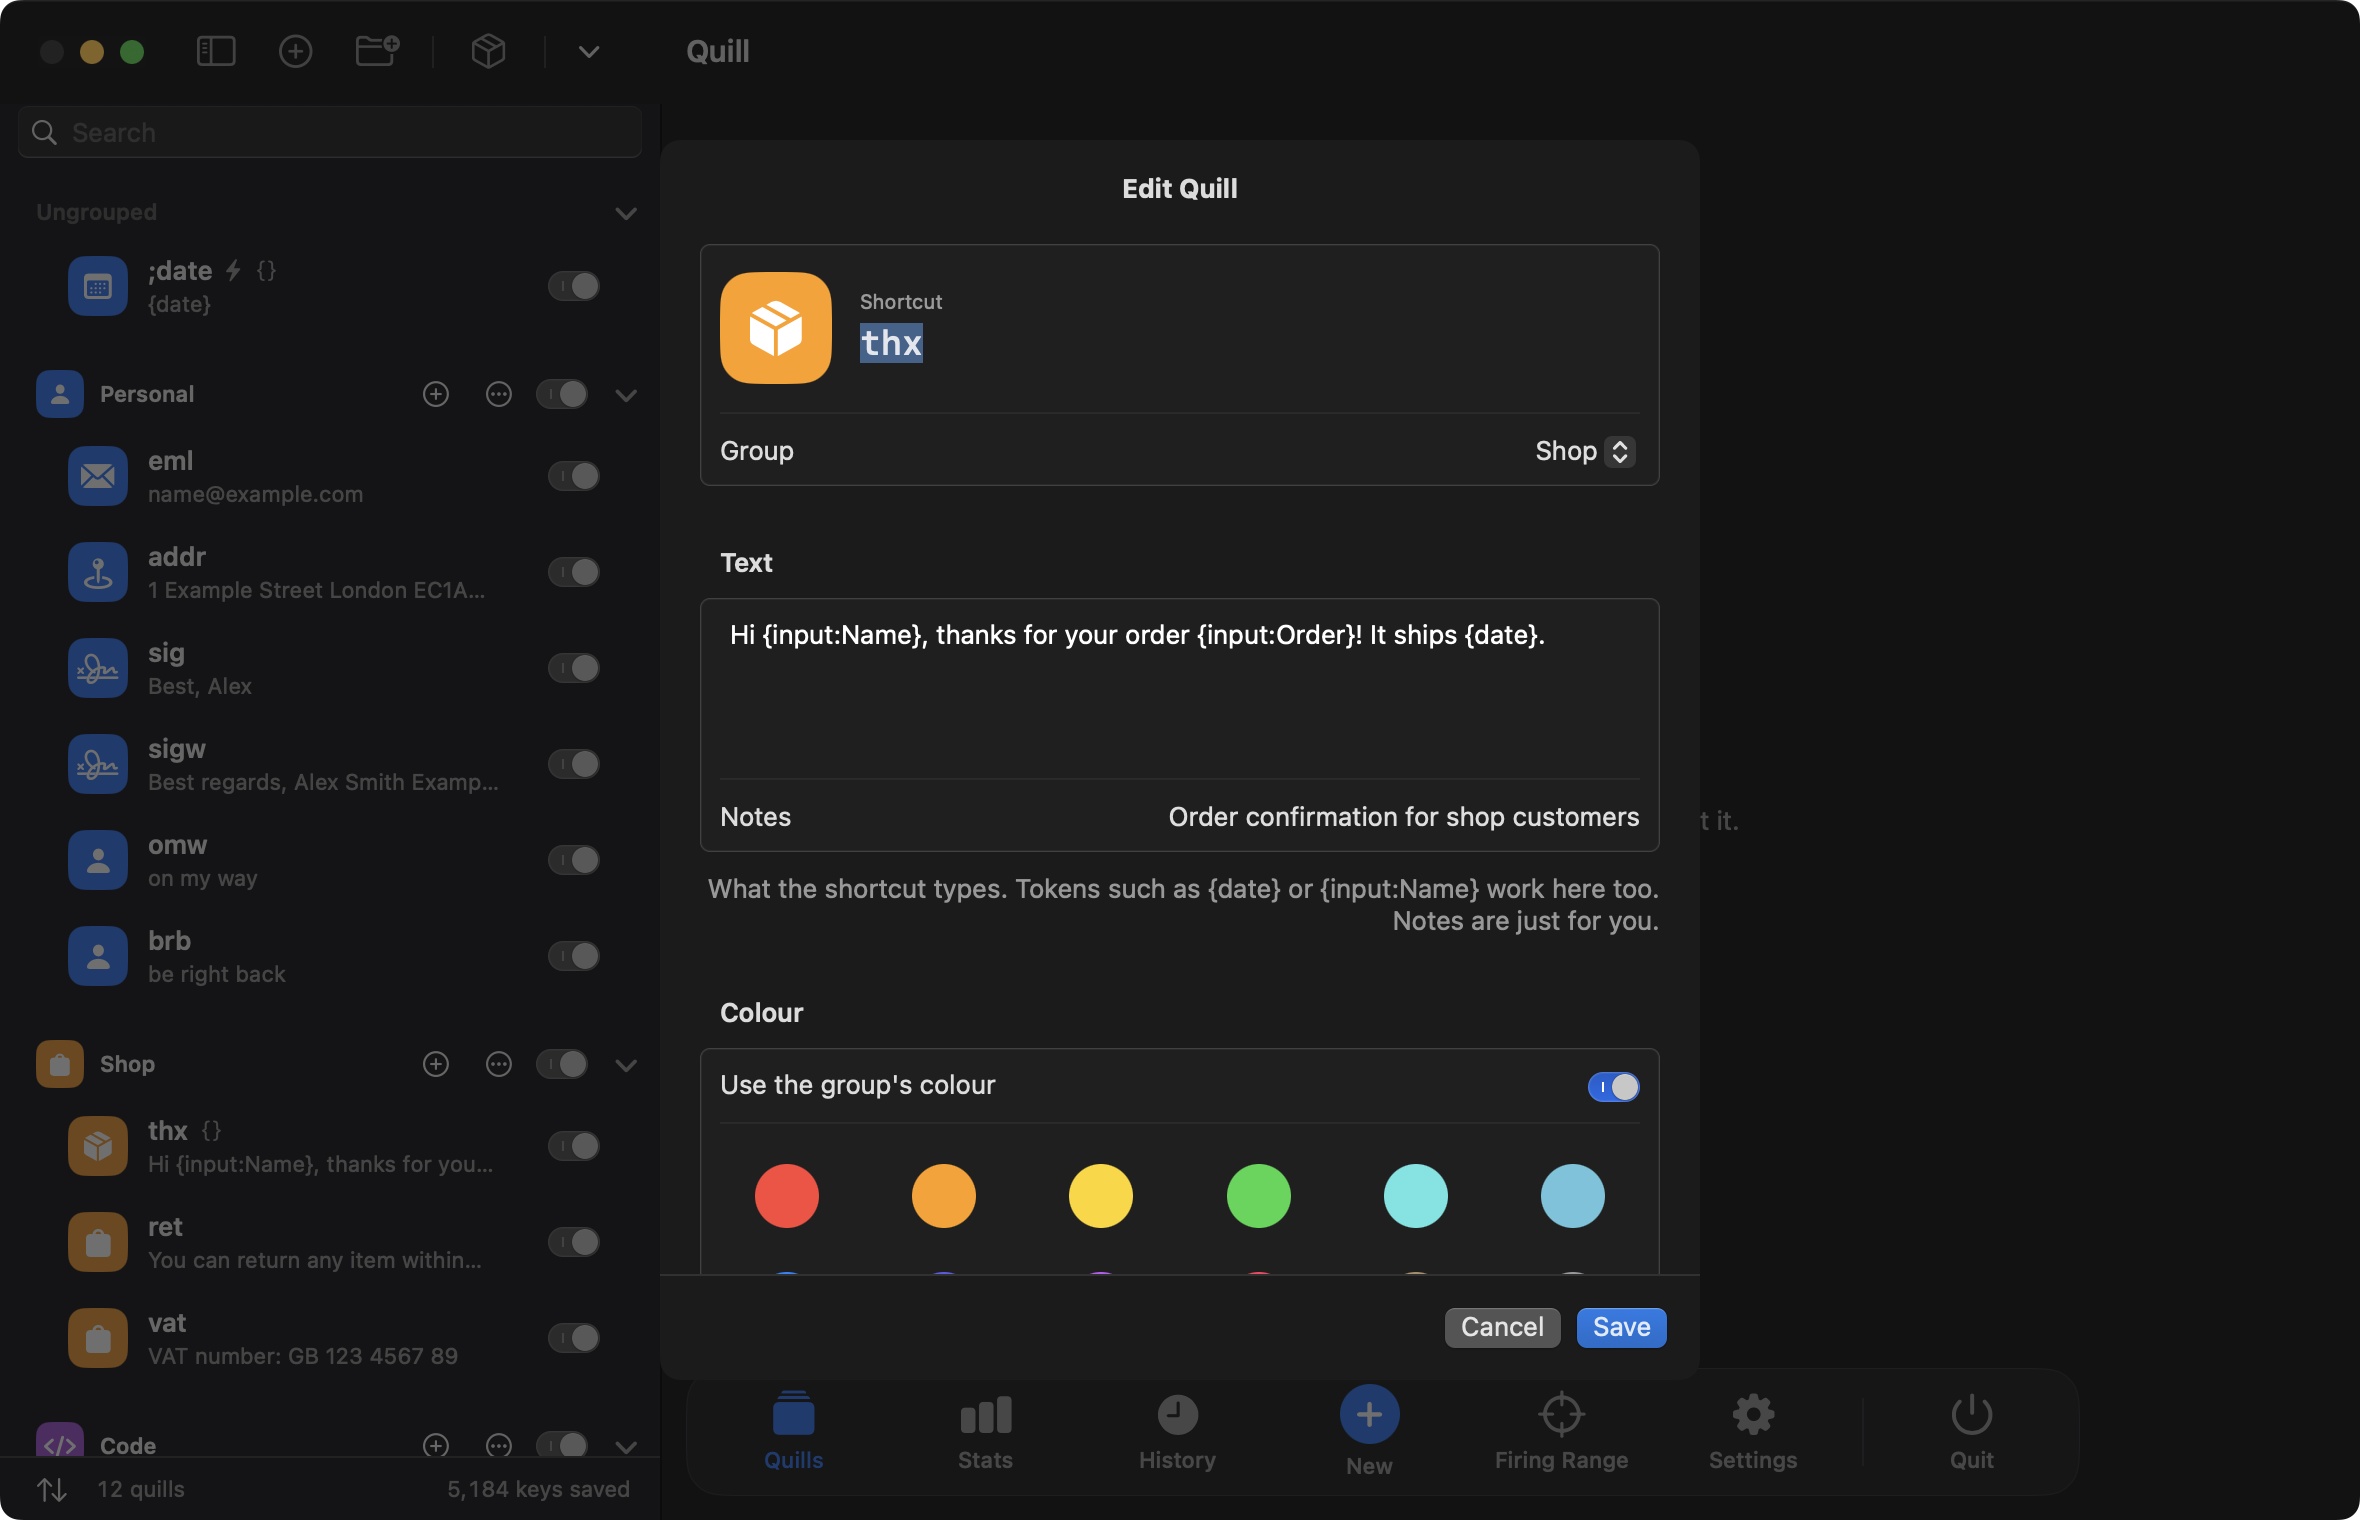 Quill
Search
Ungrouped
;date {}
{date}
Personal
eml
name@example.com
addr
1 Example Street London EC1A...
sig
Best, Alex
sigw
Best regards, Alex Smith Examp...
omw
on my way
brb
be right back
Shop
thx {}
Hi {input:Name}, thanks for you...
ret
You can return any item within...
vat
VAT number: GB 123 4567 89
Code
12 quills
5,184 keys saved
Edit Quill
Shortcut
thx
Group
Shop
Text
Hi {input:Name}, thanks for your order {input:Order}! It ships {date}.
Notes
Order confirmation for shop customers
What the shortcut types. Tokens such as {date} or {input:Name} work here too.
Notes are just for you.
Colour
Use the group's colour
Cancel
Save
t it.
Quills
Stats
History
New
Firing Range
Settings
Quit